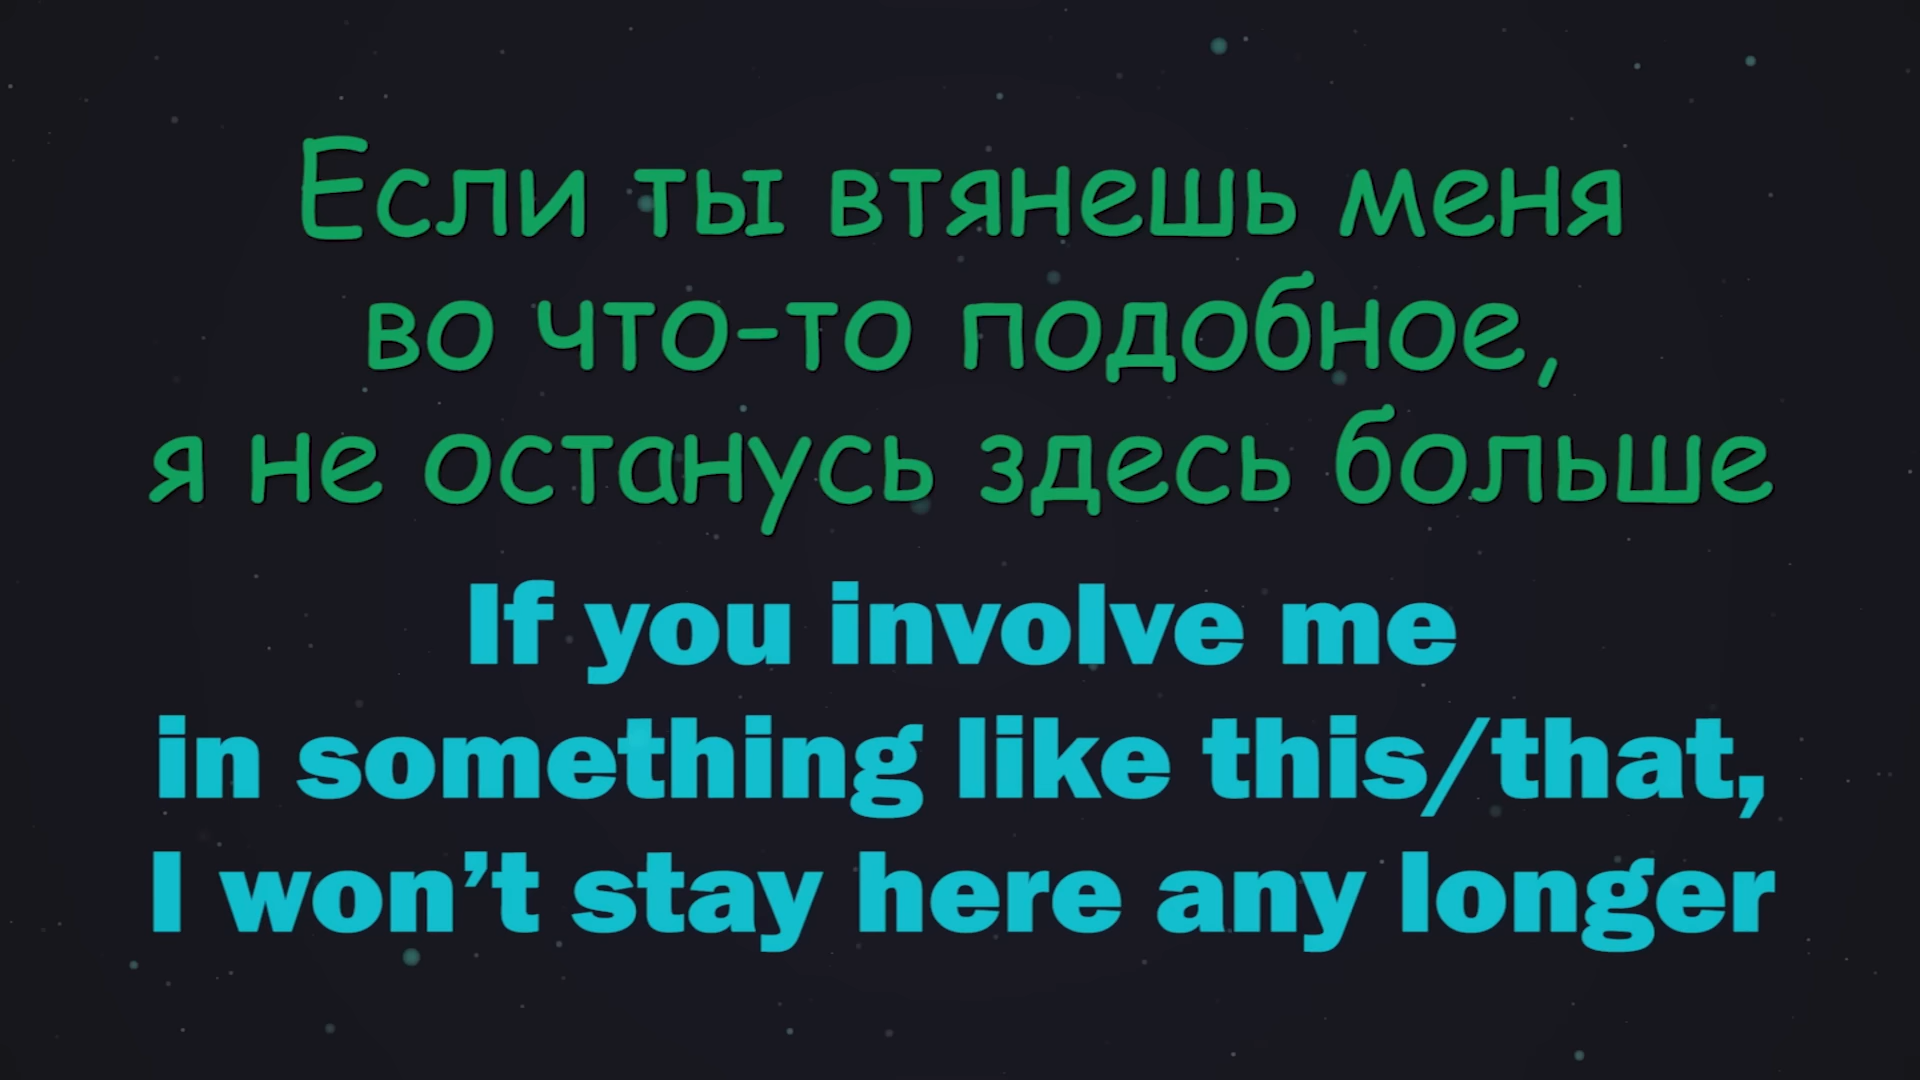 Если ты втянешь меня
во что-то подобное,
я не останусь здесь больше
If you involve me
in something like this/that,
I won’t stay here any longer